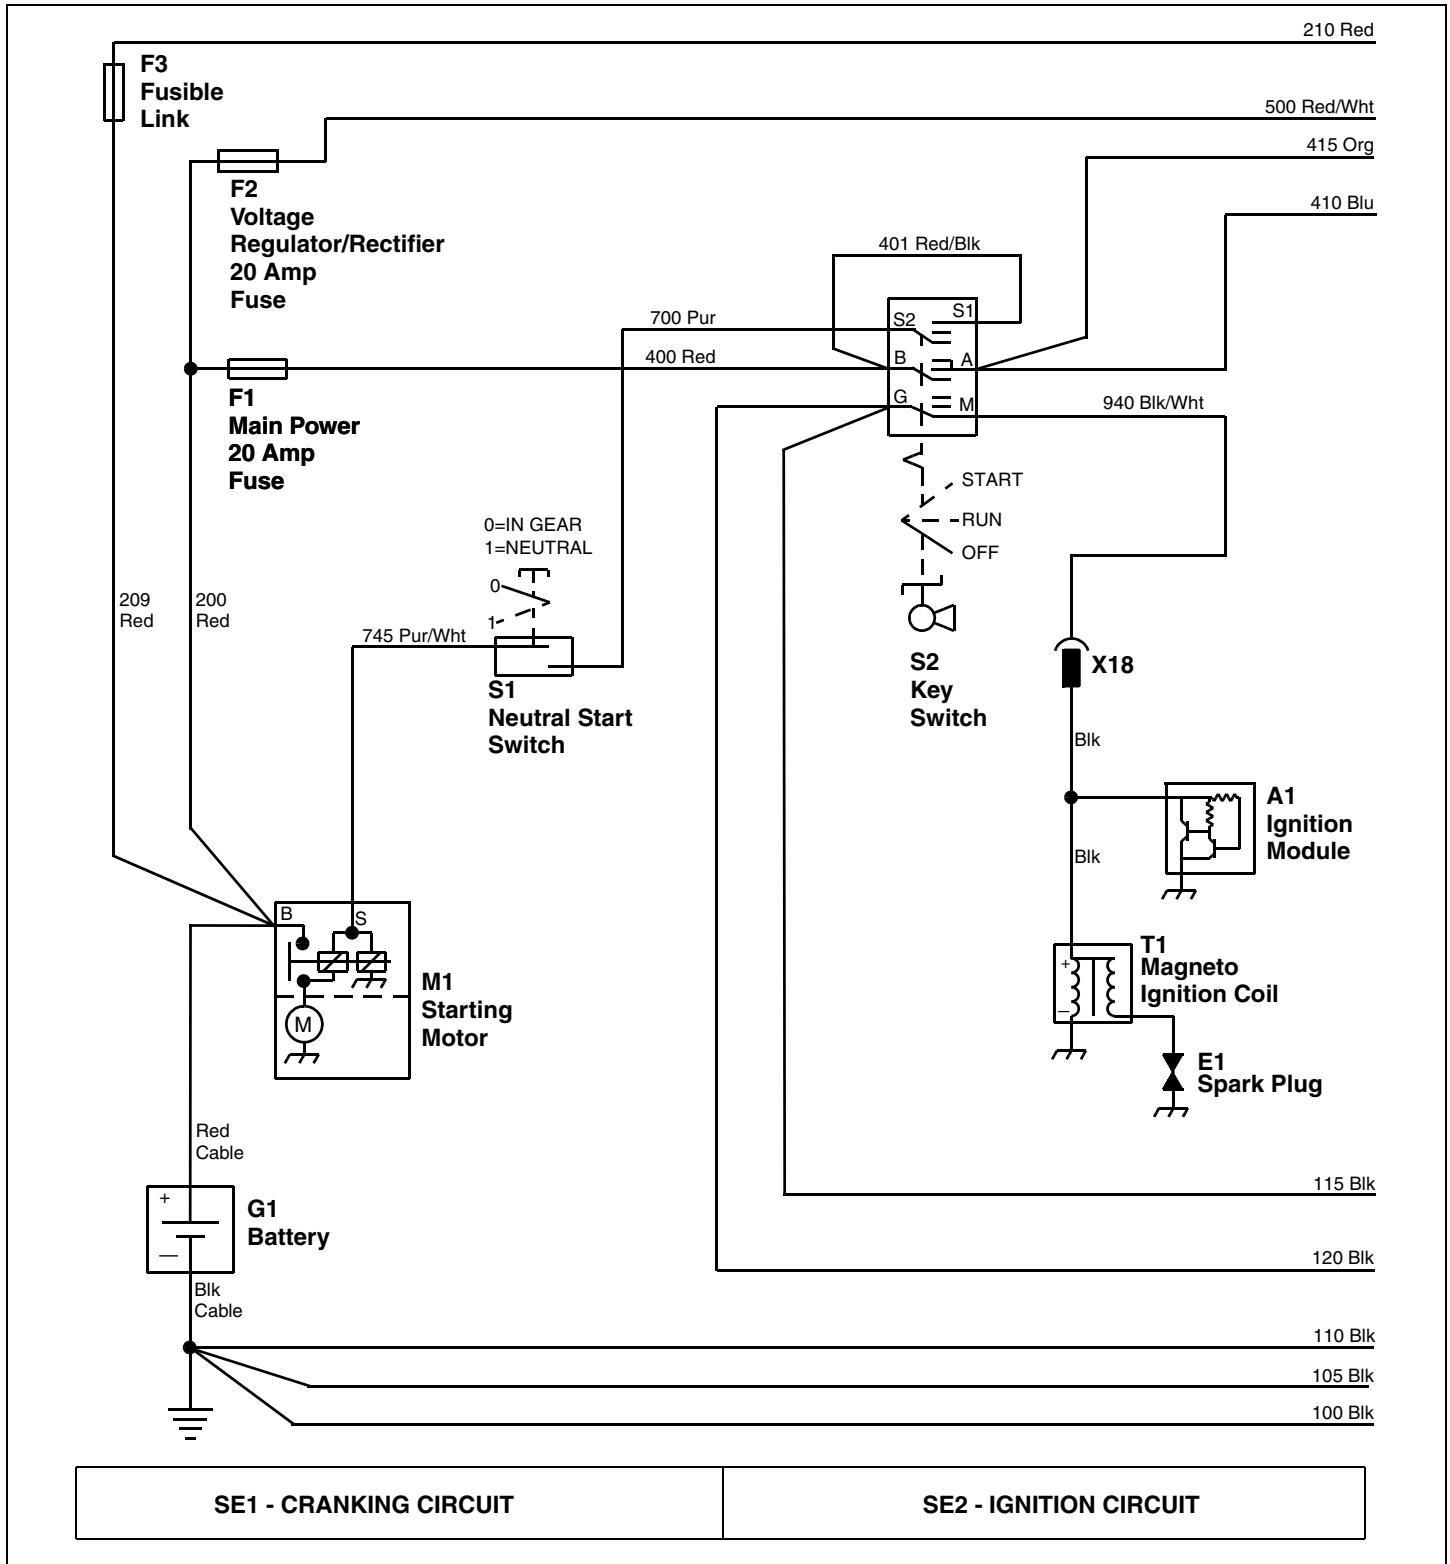 210 Red
F3
Fusible
Link
500 Red/Wht
415 Org
F2
Voltage
Regulator/Rectifier
20 Amp
Fuse
410 Blu
401 Red/Blk
S2
S1
700 Pur
400 Red
B
A
G
M
940 Blk/Wht
F1
Main Power
20 Amp
Fuse
START
RUN
OFF
0=IN GEAR
1=NEUTRAL
0
1
209
Red
200
Red
745 Pur/Wht
S1
Neutral Start
Switch
S2
Key
Switch
X18
Blk
A1
Ignition
Module
Blk
B
S
M1
Starting
Motor
M
T1
Magneto
Ignition Coil
+
–
E1
Spark Plug
Red
Cable
+
—
G1
Battery
115 Blk
120 Blk
Blk
Cable
110 Blk
105 Blk
100 Blk
SE1 - CRANKING CIRCUIT
SE2 - IGNITION CIRCUIT